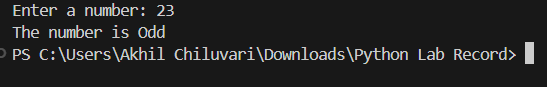 Enter a number: 23
The number is Odd
PS C:\Users\Akhil Chiluvari\Downloads\Python Lab Record>